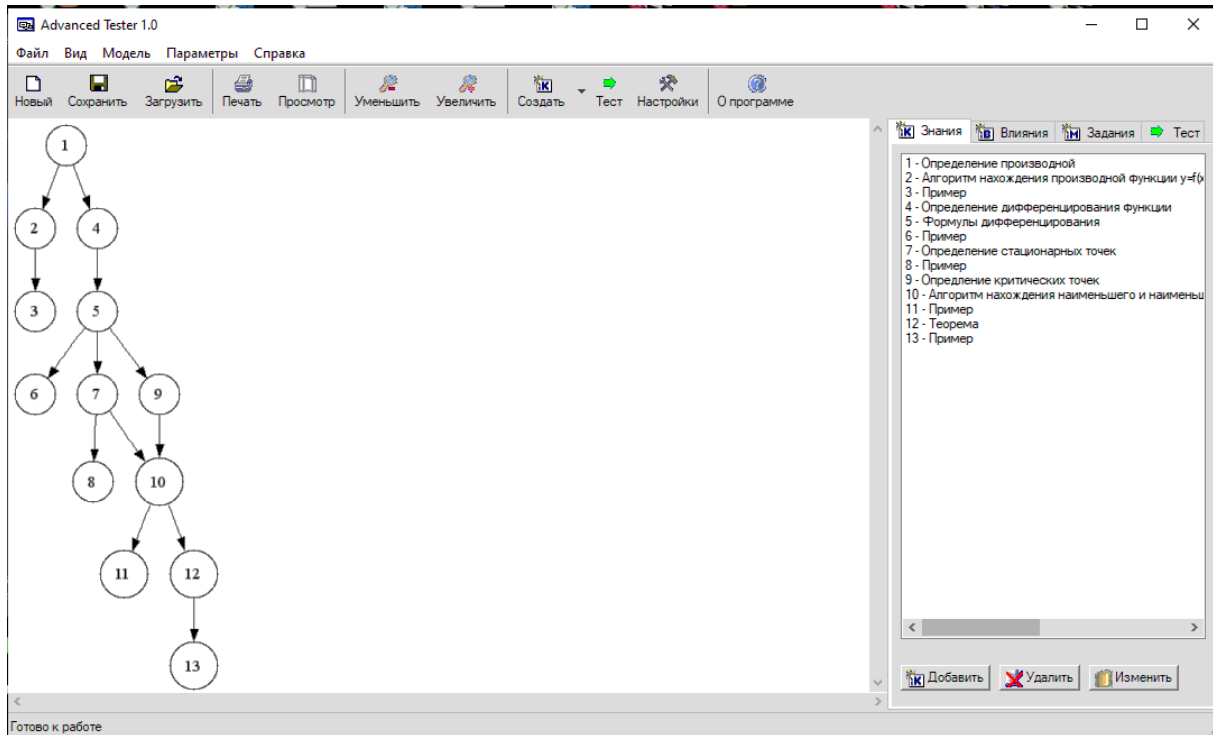 Advanced Tester 1.0
Файл Вид Модель Параметры Справка
Новый Сохранить Загрузить Печать Просмотр Уменьшить Увеличить Создать Тест Настройки О программе
1
2 4
3 5
6 7 9
8 10
11 12
13
Знания Влияния Задания Тест
1 - Определение производной
2 - Алгоритм нахождения производной функции y=f(x
3 - Пример
4 - Определение дифференцирования функции
5 - Формулы дифференцирования
6 - Пример
7 - Определение стационарных точек
8 - Пример
9 - Опредление критических точек
10 - Алгоритм нахождения наименьшего и наименьш
11 - Пример
12 - Теорема
13 - Пример
Добавить Удалить Изменить
Готово к работе